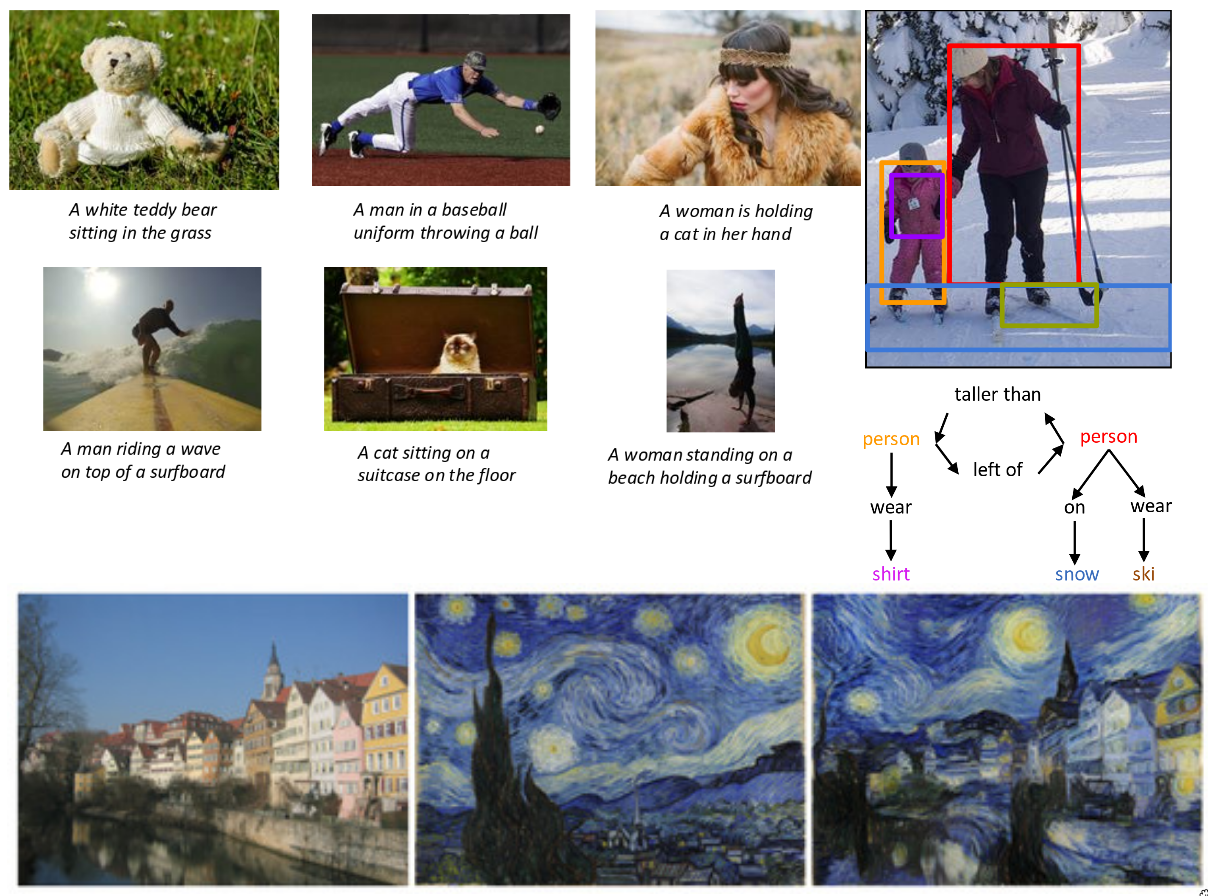 A white teddy bear
sitting in the grass
A man in a baseball
uniform throwing a ball
A woman is holding
a cat in her hand
A man riding a wave
on top of a surfboard
A cat sitting on a
suitcase on the floor
A woman standing on a
beach holding a surfboard
taller than
person
person
left of
wear
on
wear
shirt
snow
ski